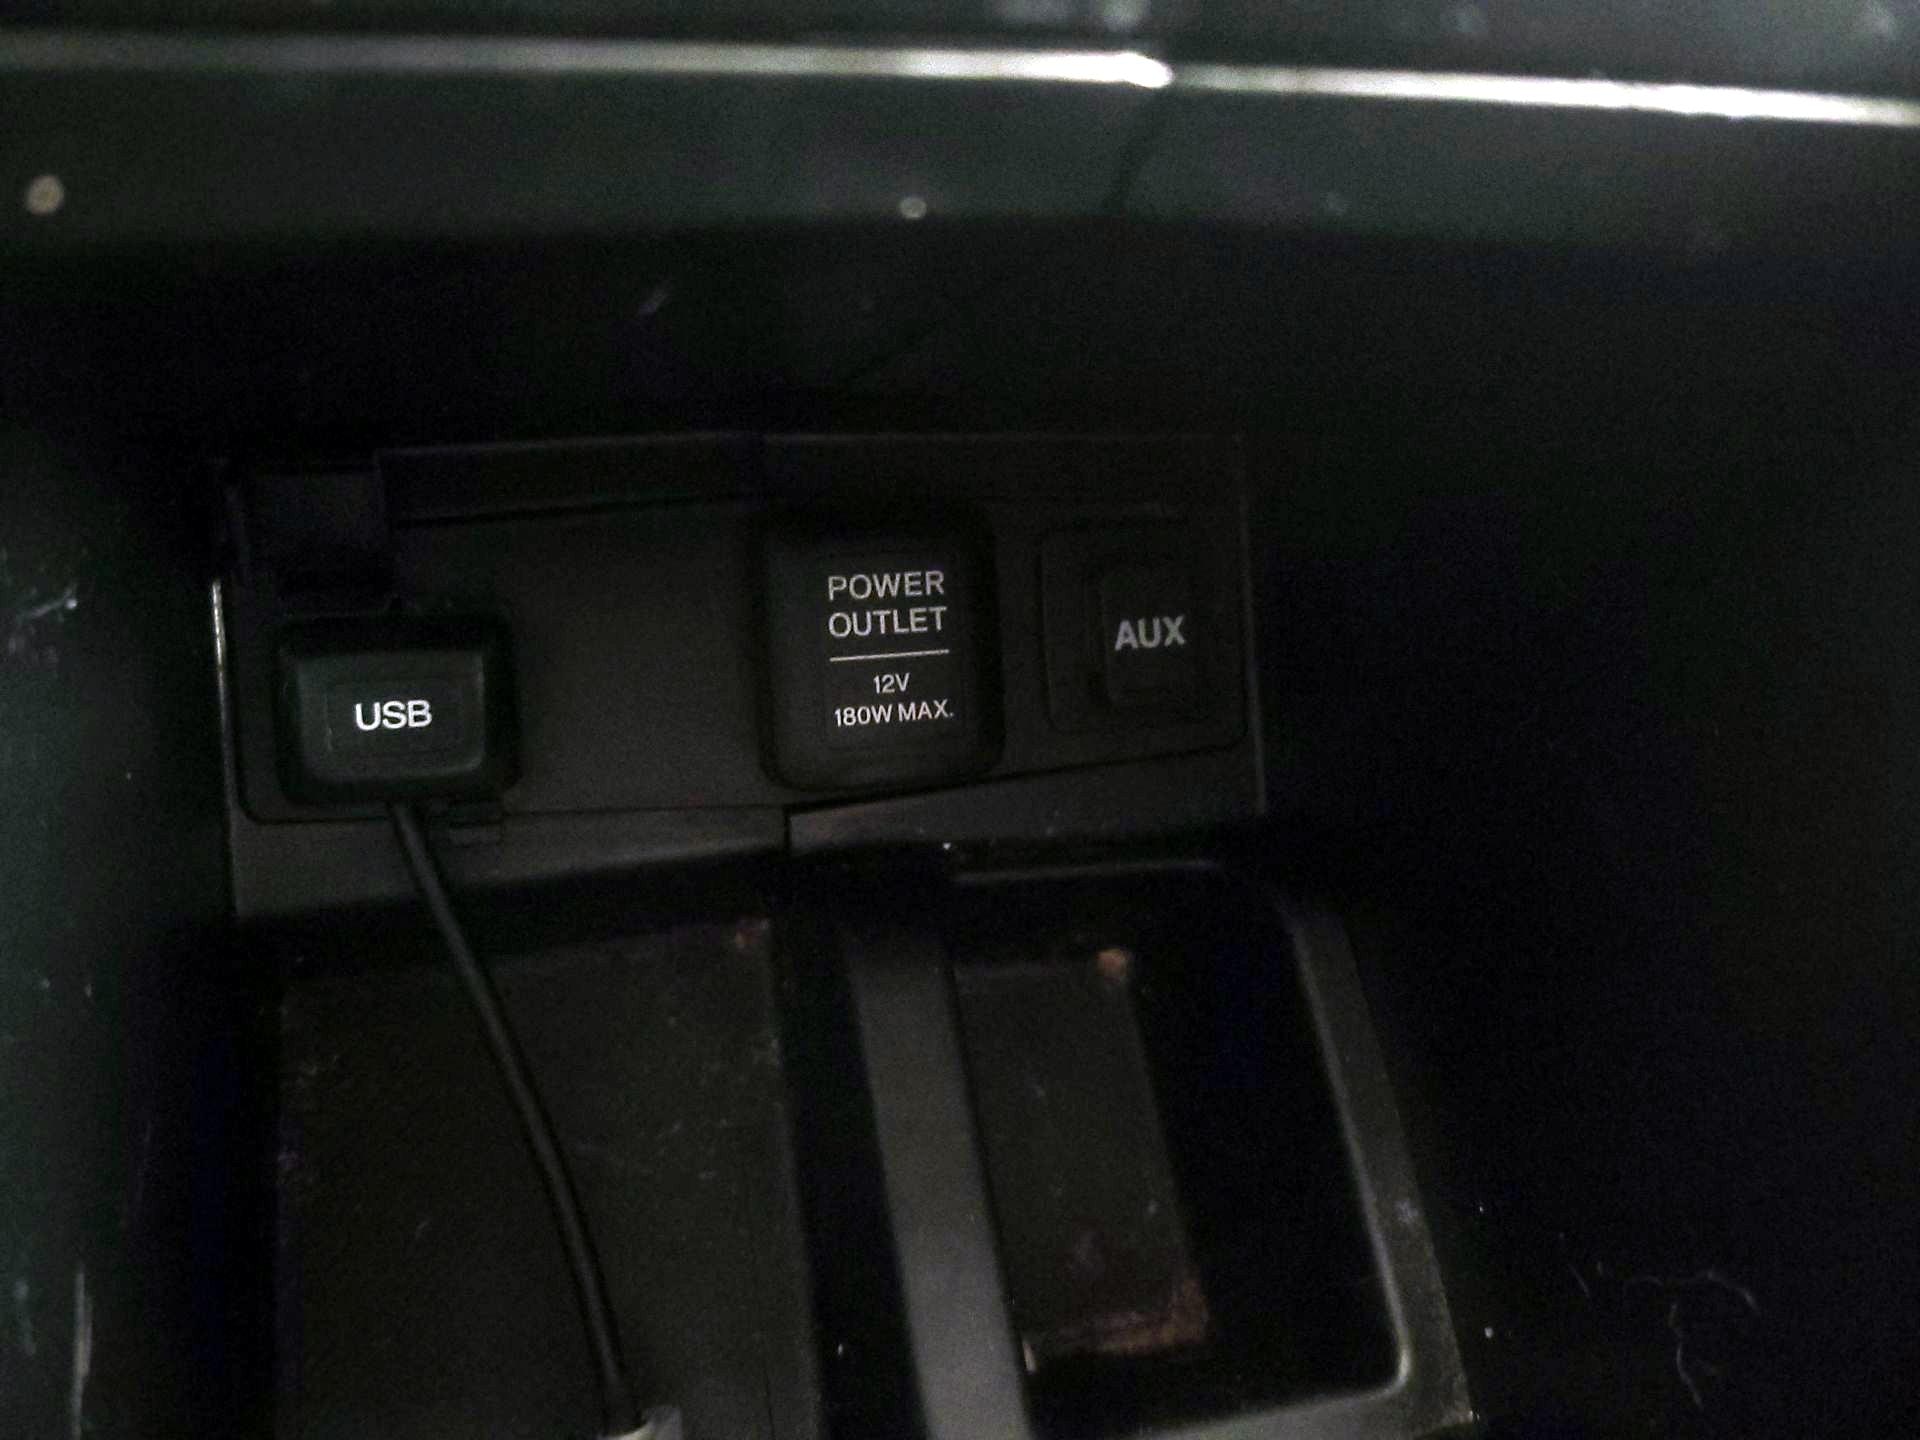 USB
POWER
OUTLET
12V
180W MAX.
AUX